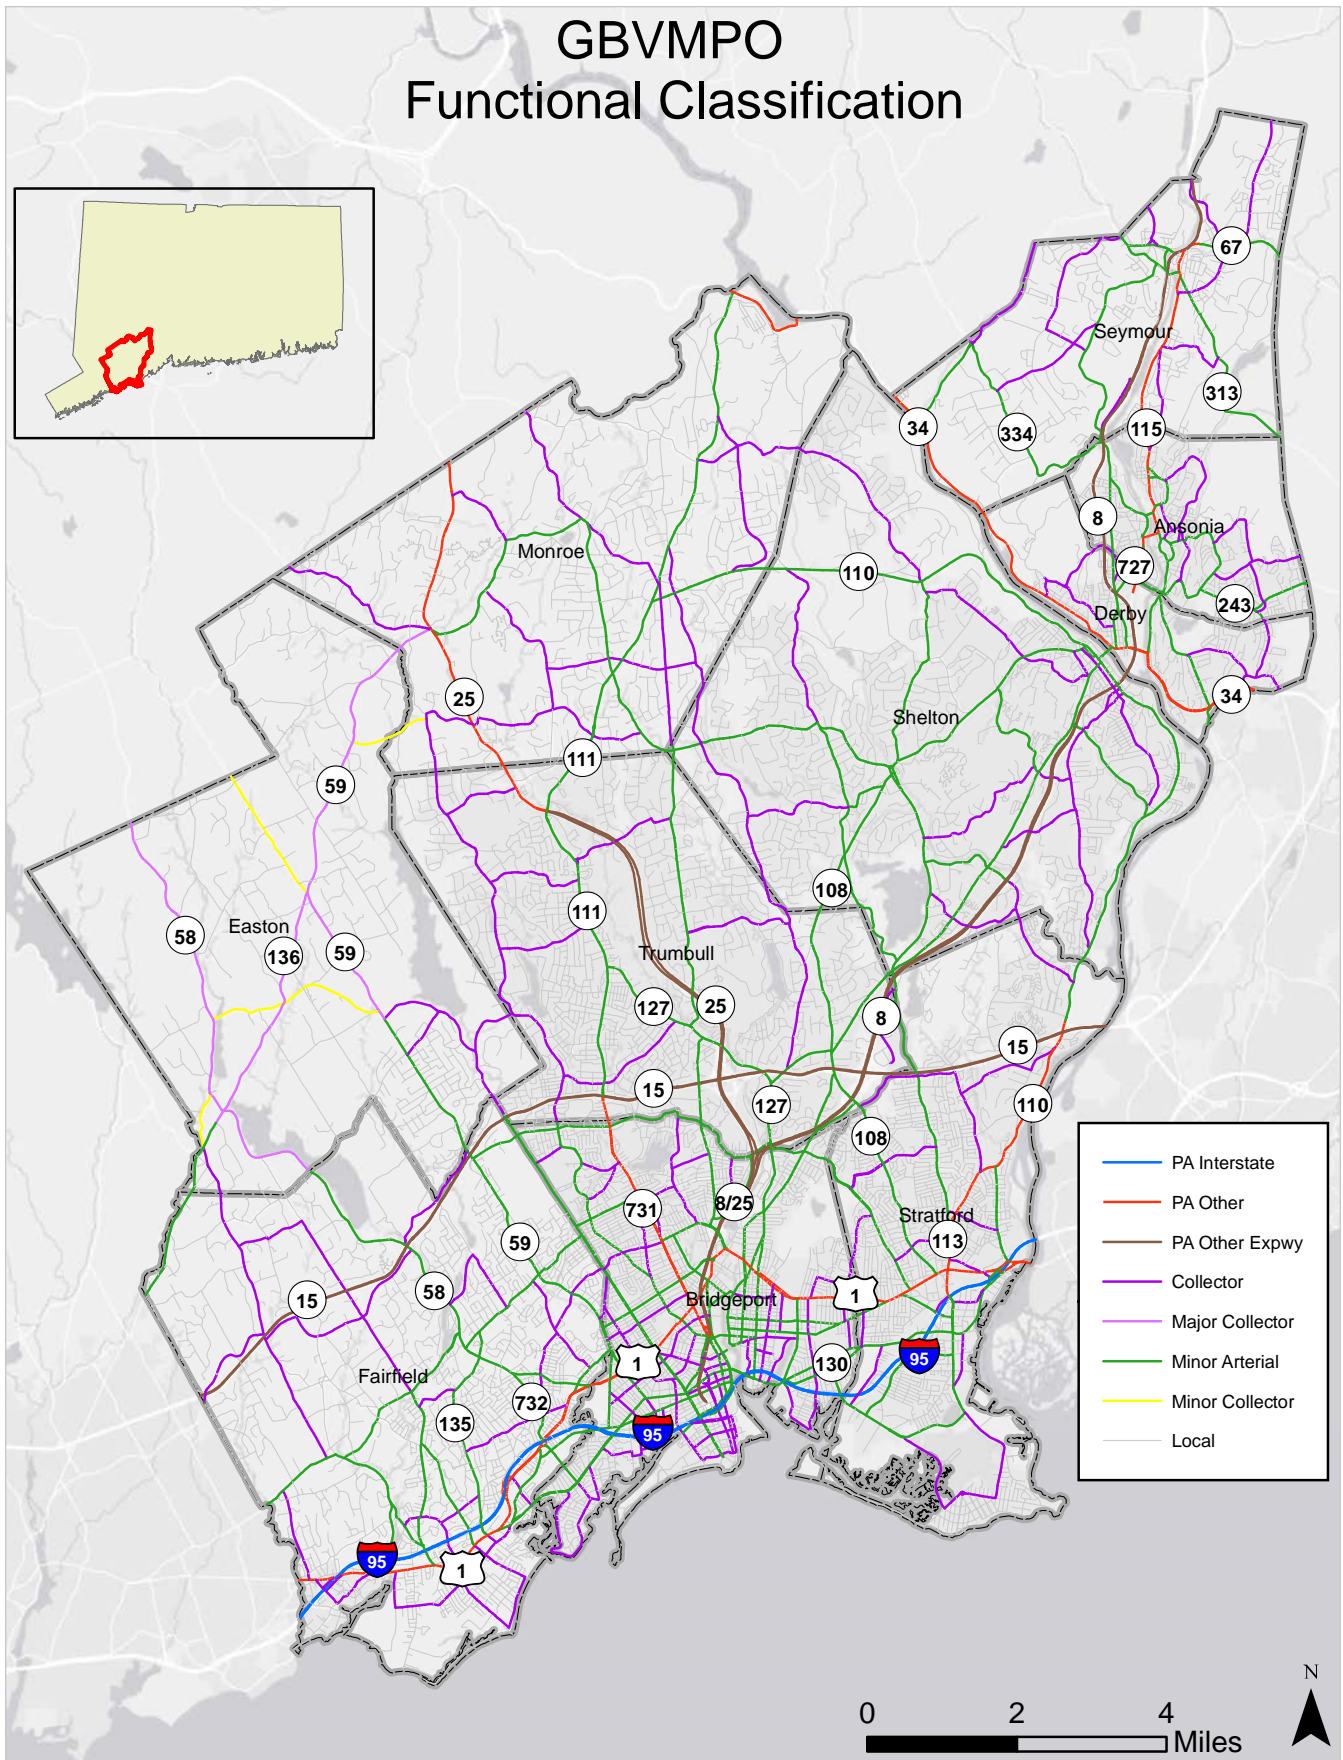 GBVMPO
Functional Classification
67
Seymour
313
34
334
115
8
Ansonia
Monroe
110
727
243
Derby
25
34
Shelton
111
59
108
111
58
Easton
136
59
Trumbull
127
25
8
15
15
127
110
108
731
8/25
Stratford
59
113
58
15
Bridgeport
1
1
95
130
Fairfield
732
135
95
95
1
PA Interstate
PA Other
PA Other Expwy
Collector
Major Collector
Minor Arterial
Minor Collector
Local
N
0 2 4
Miles